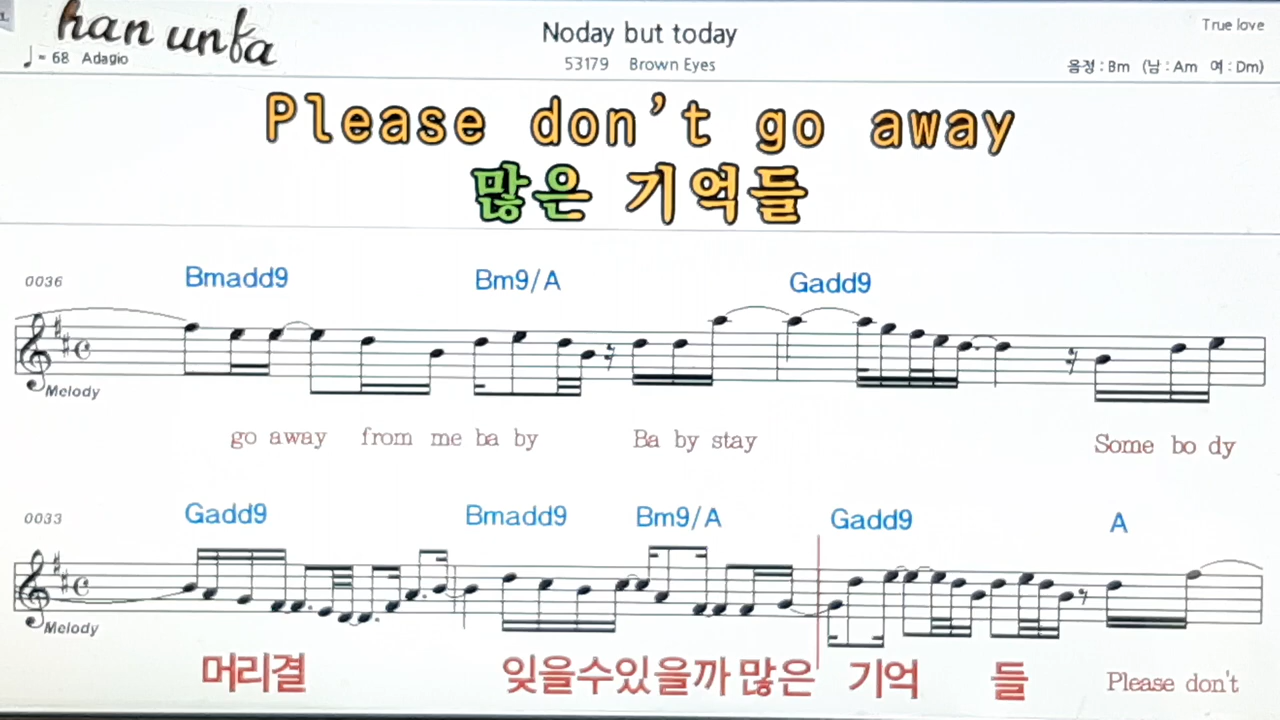 han unfa
Noday but today
True love
♩= 68 Adagio
53179 Brown Eyes
음정 : Bm (남 : Am 여 : Dm)
Please don't go away
많은 기억들
0036
Bmadd9 Bm9/A Gadd9
Melody
go away from me ba by Ba by stay Some bo dy
0033
Gadd9 Bmadd9 Bm9/A Gadd9 A
Melody
머리결 잊을수있을까 많은 기억 들 Please don't